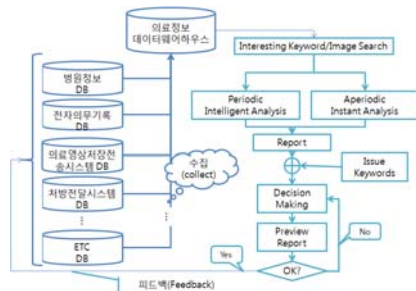 의료정보
데이터웨어하우스
병원정보
DB
전자의무기록
DB
의료영상저장전
송시스템 DB
처방전달시스템
DB
⋮
ETC
DB
수집
(collect)
⋮
피드백(Feedback)
Interesting Keyword/Image Search
Periodic
Intelligent Analysis
Aperiodic
Instant Analysis
Report
Issue
Keywords
Decision
Making
Preview
Report
No
Yes
OK?